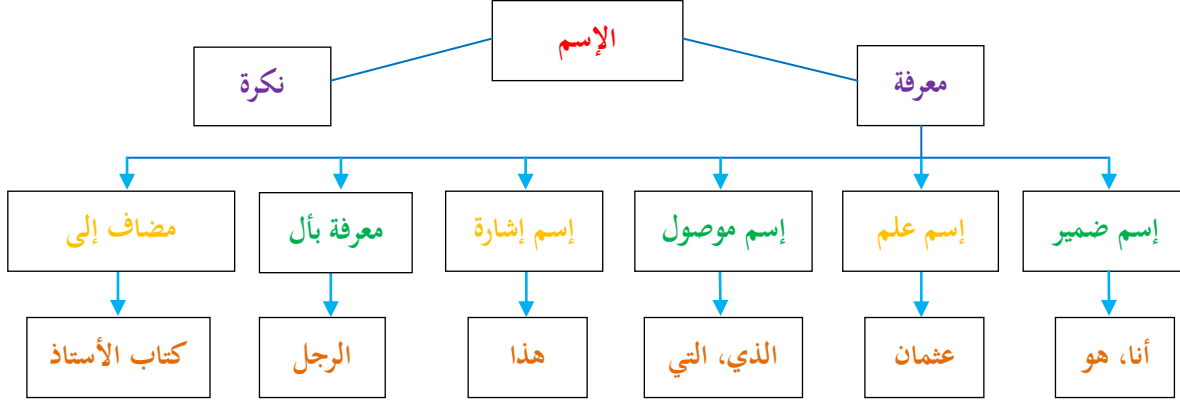 الإسم
معرفة
نكرة
إسم ضمير
إسم علم
إسم موصول
إسم إشارة
معرفة بأل
مضاف إلى
أنا، هو
عثمان
الذي، التي
هذا
الرجل
كتاب الأستاذ